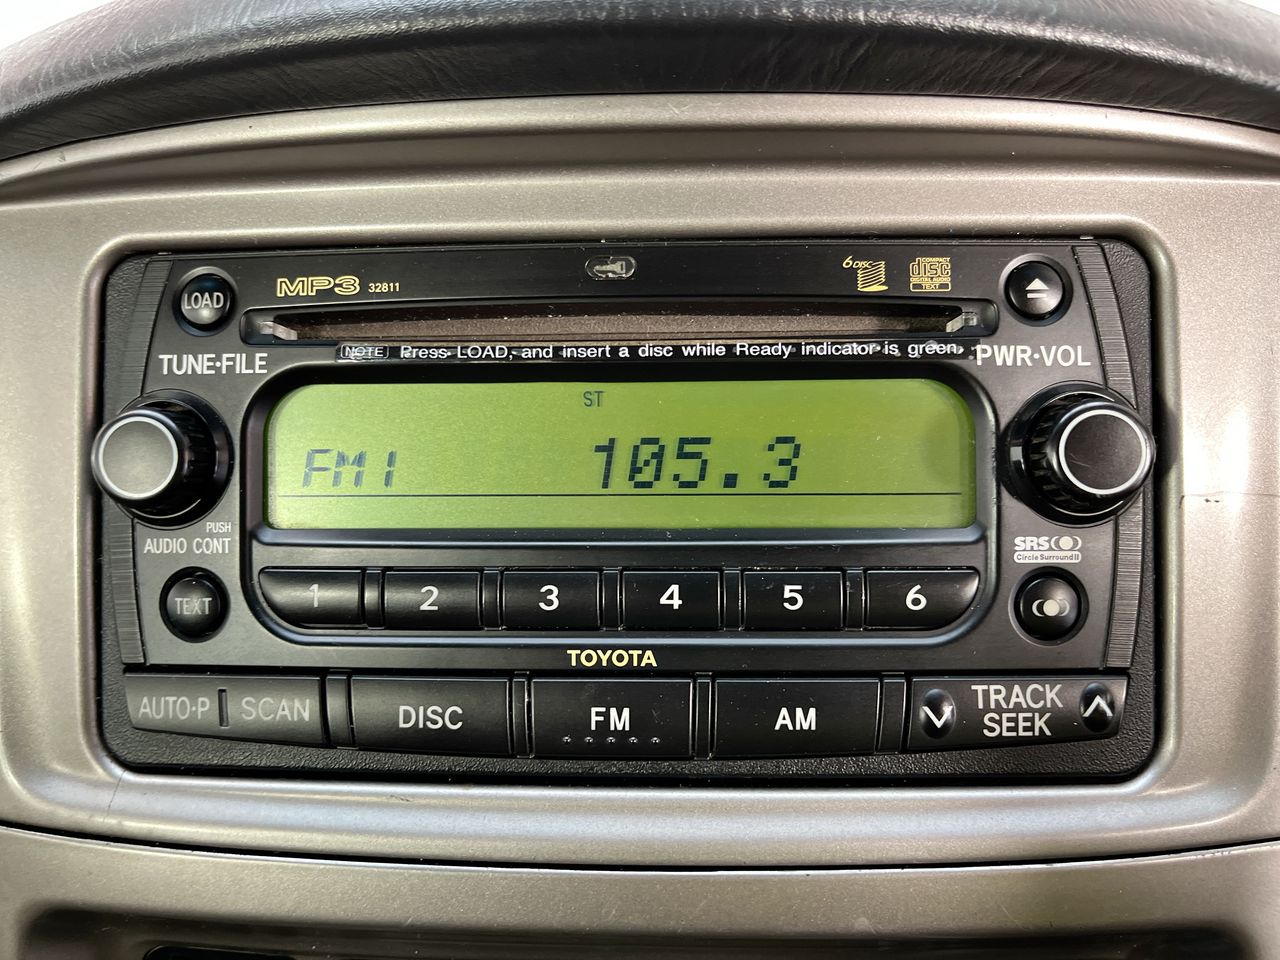 LOAD
MP3 32811
6 DISC
COMPACT
disc
DIGITAL AUDIO
TEXT
TUNE•FILE
NOTE Press LOAD, and insert a disc while Ready indicator is green.
PWR•VOL
ST
FM1 105.3
PUSH
AUDIO CONT
SRS
Circle Surround II
TEXT
1 2 3 4 5 6
TOYOTA
AUTO•P SCAN DISC FM AM TRACK
SEEK